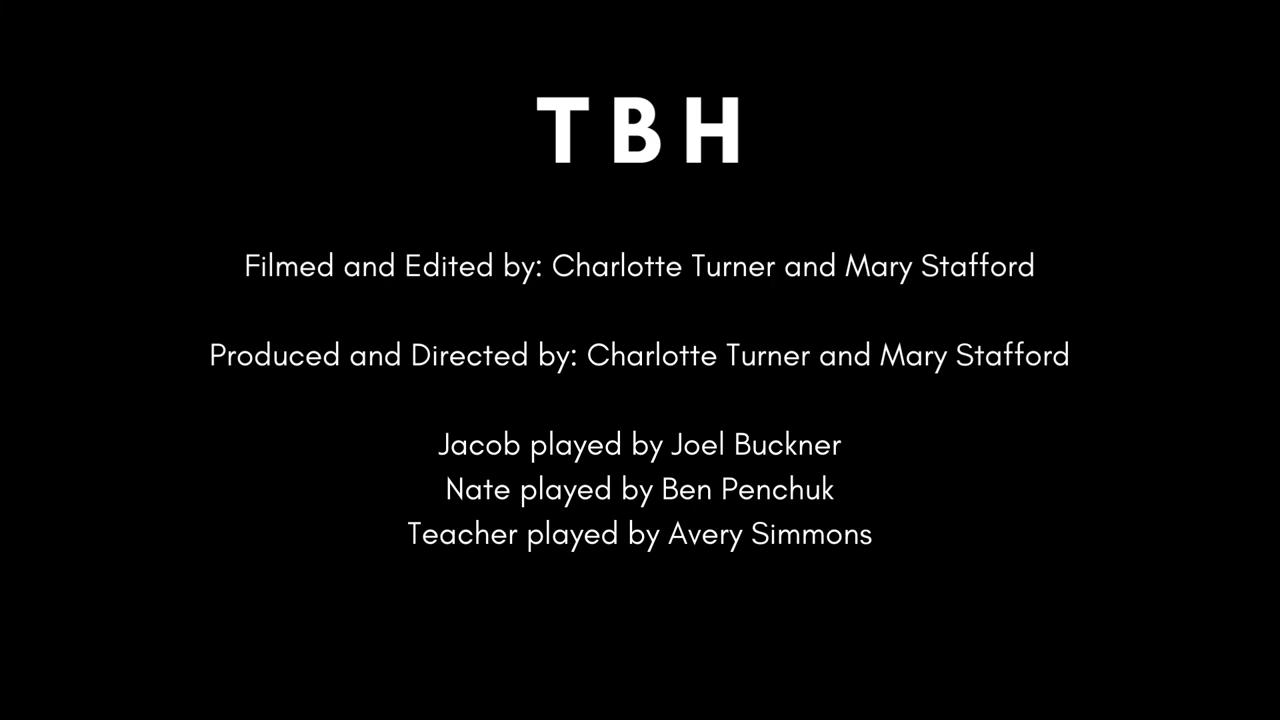 TBH
Filmed and Edited by: Charlotte Turner and Mary Stafford
Produced and Directed by: Charlotte Turner and Mary Stafford
Jacob played by Joel Buckner
Nate played by Ben Penchuk
Teacher played by Avery Simmons